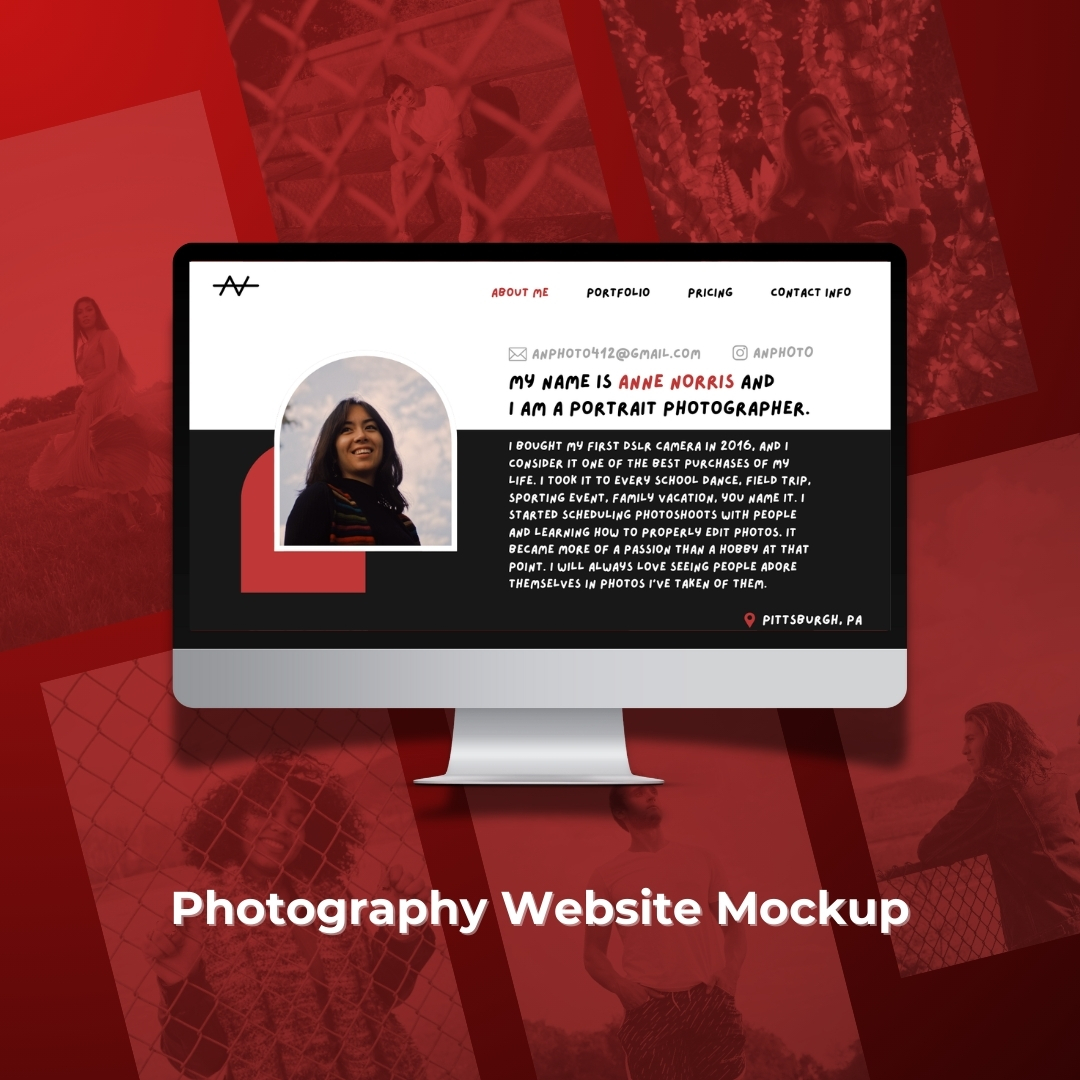 ABOUT ME PORTFOLIO PRICING CONTACT INFO
ANPHOTO412@GMAIL.COM ANPHOTO
MY NAME IS ANNE NORRIS AND
I AM A PORTRAIT PHOTOGRAPHER.
I BOUGHT MY FIRST DSLR CAMERA IN 2016, AND I
CONSIDER IT ONE OF THE BEST PURCHASES OF MY
LIFE. I TOOK IT TO EVERY SCHOOL DANCE, FIELD TRIP,
SPORTING EVENT, FAMILY VACATION, YOU NAME IT. I
STARTED SCHEDULING PHOTOSHOOTS WITH PEOPLE
AND LEARNING HOW TO PROPERLY EDIT PHOTOS. IT
BECAME MORE OF A PASSION THAN A HOBBY AT THAT
POINT. I WILL ALWAYS LOVE SEEING PEOPLE ADORE
THEMSELVES IN PHOTOS I'VE TAKEN OF THEM.
PITTSBURGH, PA
Photography Website Mockup